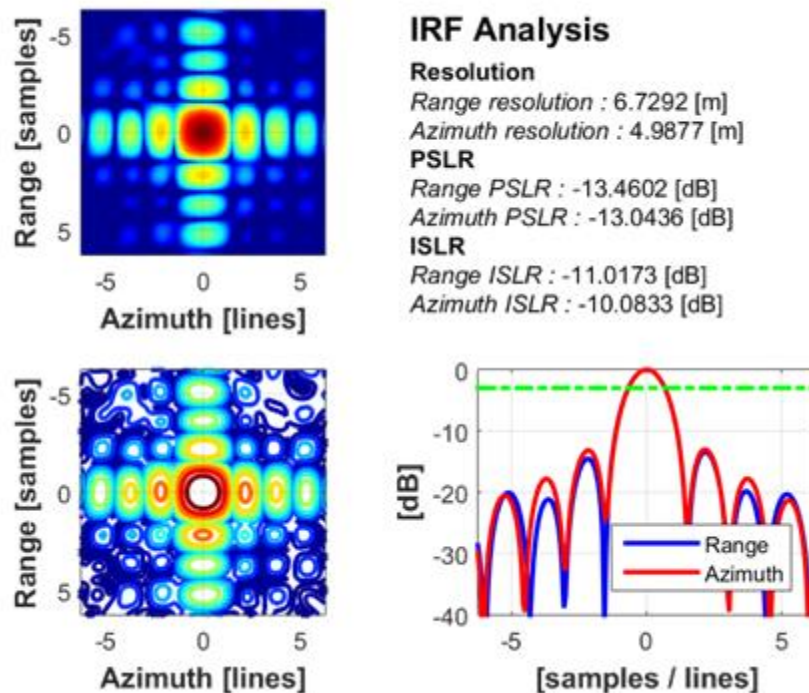 -5
0
5
Range [samples]
-5 0 5
Azimuth [lines]
IRF Analysis
Resolution
Range resolution : 6.7292 [m]
Azimuth resolution : 4.9877 [m]
PSLR
Range PSLR : -13.4602 [dB]
Azimuth PSLR : -13.0436 [dB]
ISLR
Range ISLR : -11.0173 [dB]
Azimuth ISLR : -10.0833 [dB]
-5
0
5
Range [samples]
-5 0 5
Azimuth [lines]
0
-10
-20
-30
-40
[dB]
Range
Azimuth
-5 0 5
[samples / lines]